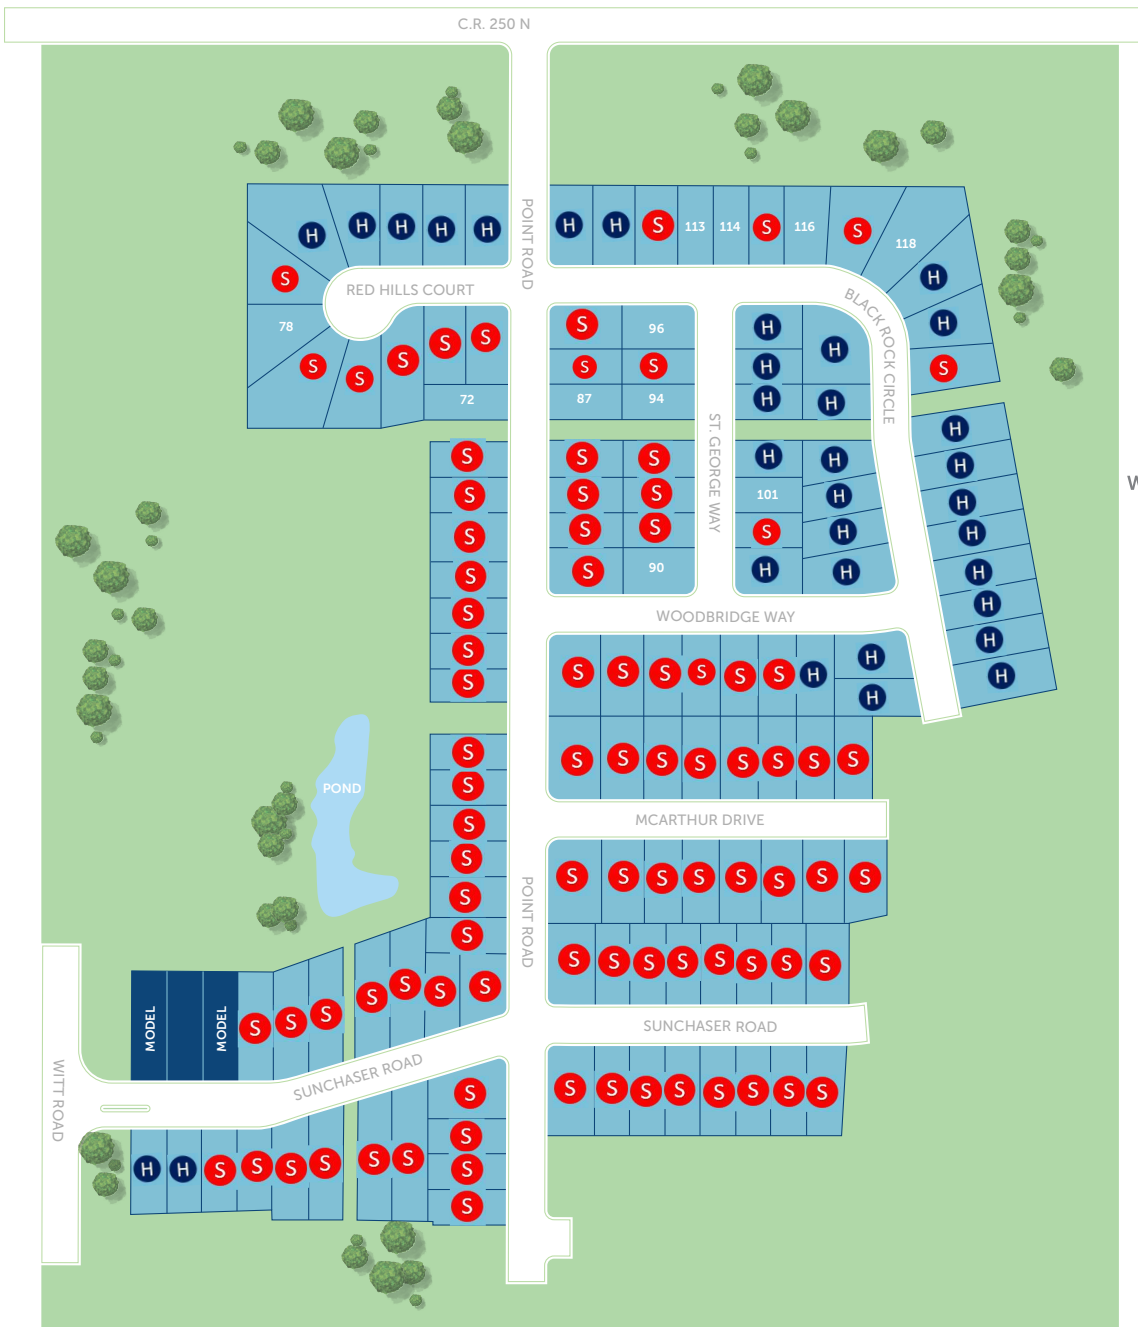 C.R. 250 N
POINT ROAD
H H H H H H H S 113 114 S 116 S 118
S H
RED HILLS COURT
BLACK ROCK CIRCLE
78 S S S S S
S 96 H H H
S S H S
72 87 94 H H
ST. GEORGE WAY
S S S H H H
S S S 101 H H
S S S S H H
S S 90 H H H
S WOODBRIDGE WAY H
S S S S S S S H H H
S H H
S S S S S S S S S
POND S
S MCARTHUR DRIVE
S S S S S S S S S
POINT ROAD
S
S S S S S S S S S
S S S S
MODEL MODEL S S S
SUNCHASER ROAD
WITT ROAD
SUNCHASER ROAD
S S S S S S S S S
S
H H S S S S S S S
S
W